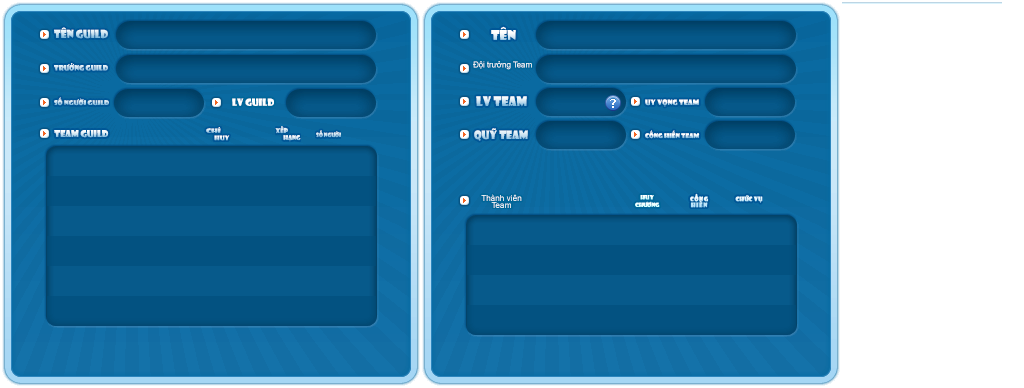 TÊN GUILD
TRƯỞNG GUILD
SỐ NGƯỜI GUILD
LV GUILD
TEAM GUILD
CHỈ
HUY
XẾP
HẠNG
SỐ NGƯỜI
TÊN
Đội trưởng Team
LV TEAM
?
UY VỌNG TEAM
QUỸ TEAM
CỐNG HIẾN TEAM
Thành viên
Team
HUY
CHƯƠNG
CỐNG
HIẾN
CHỨC VỤ